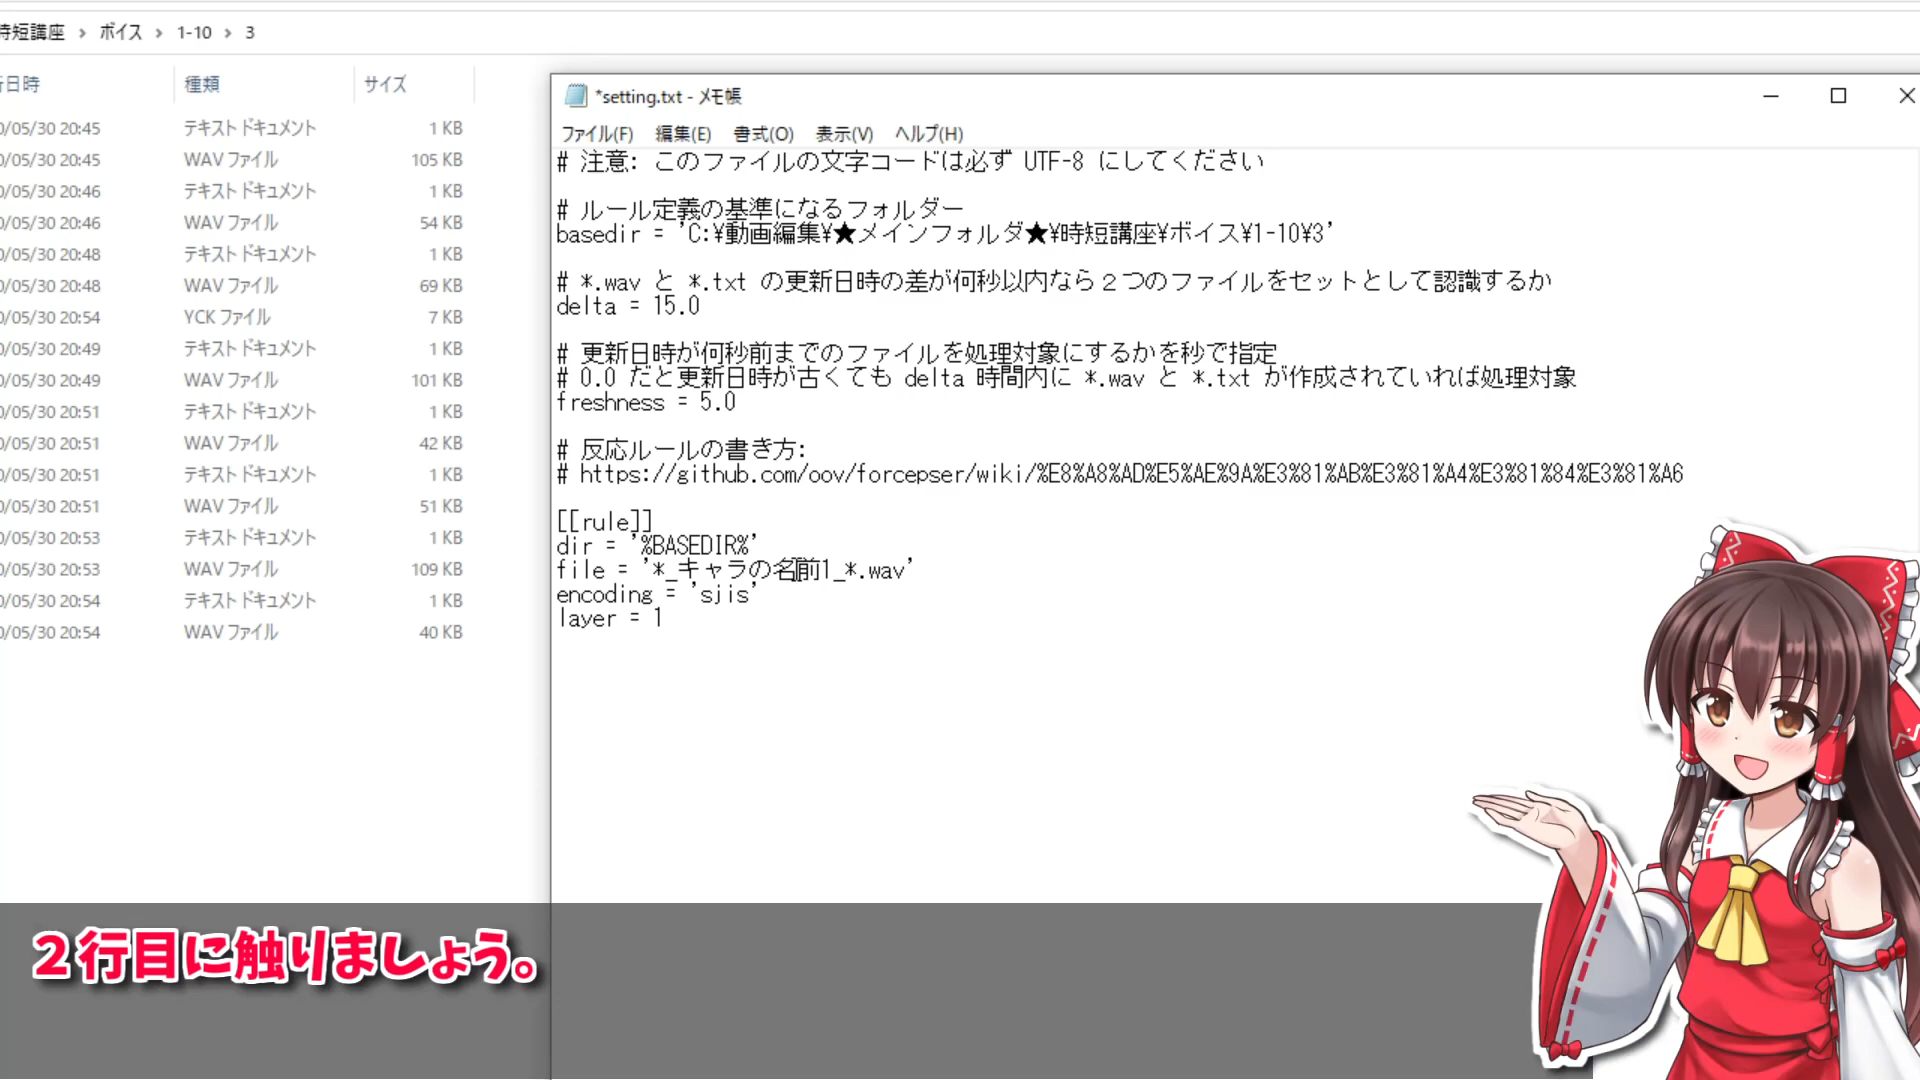 時短講座 › ボイス › 1-10 › 3
日時 種類 サイズ
0/05/30 20:45 テキスト ドキュメント 1 KB
0/05/30 20:45 WAV ファイル 105 KB
0/05/30 20:46 テキスト ドキュメント 1 KB
0/05/30 20:46 WAV ファイル 54 KB
0/05/30 20:48 テキスト ドキュメント 1 KB
0/05/30 20:48 WAV ファイル 69 KB
0/05/30 20:54 YCK ファイル 7 KB
0/05/30 20:49 テキスト ドキュメント 1 KB
0/05/30 20:49 WAV ファイル 101 KB
0/05/30 20:51 テキスト ドキュメント 1 KB
0/05/30 20:51 WAV ファイル 42 KB
0/05/30 20:51 テキスト ドキュメント 1 KB
0/05/30 20:51 WAV ファイル 51 KB
0/05/30 20:53 テキスト ドキュメント 1 KB
0/05/30 20:53 WAV ファイル 109 KB
0/05/30 20:54 テキスト ドキュメント 1 KB
0/05/30 20:54 WAV ファイル 40 KB
*setting.txt - メモ帳
ファイル(F) 編集(E) 書式(O) 表示(V) ヘルプ(H)
# 注意: このファイルの文字コードは必ず UTF-8 にしてください
# ルール定義の基準になるフォルダー
basedir = 'C:¥動画編集¥★メインフォルダ★¥時短講座¥ボイス¥1-10¥3'
# *.wav と *.txt の更新日時の差が何秒以内なら２つのファイルをセットとして認識するか
delta = 15.0
# 更新日時が何秒前までのファイルを処理対象にするかを秒で指定
# 0.0 だと更新日時が古くても delta 時間内に *.wav と *.txt が作成されていれば処理対象
freshness = 5.0
# 反応ルールの書き方:
# https://github.com/oov/forcepser/wiki/%E8%A8%AD%E5%AE%9A%E3%81%AB%E3%81%A4%E3%81%84%E3%81%A6
[[rule]]
dir = '%BASEDIR%'
file = '*_キャラの名前1_*.wav'
encoding = 'sjis'
layer = 1
２行目に触りましょう。